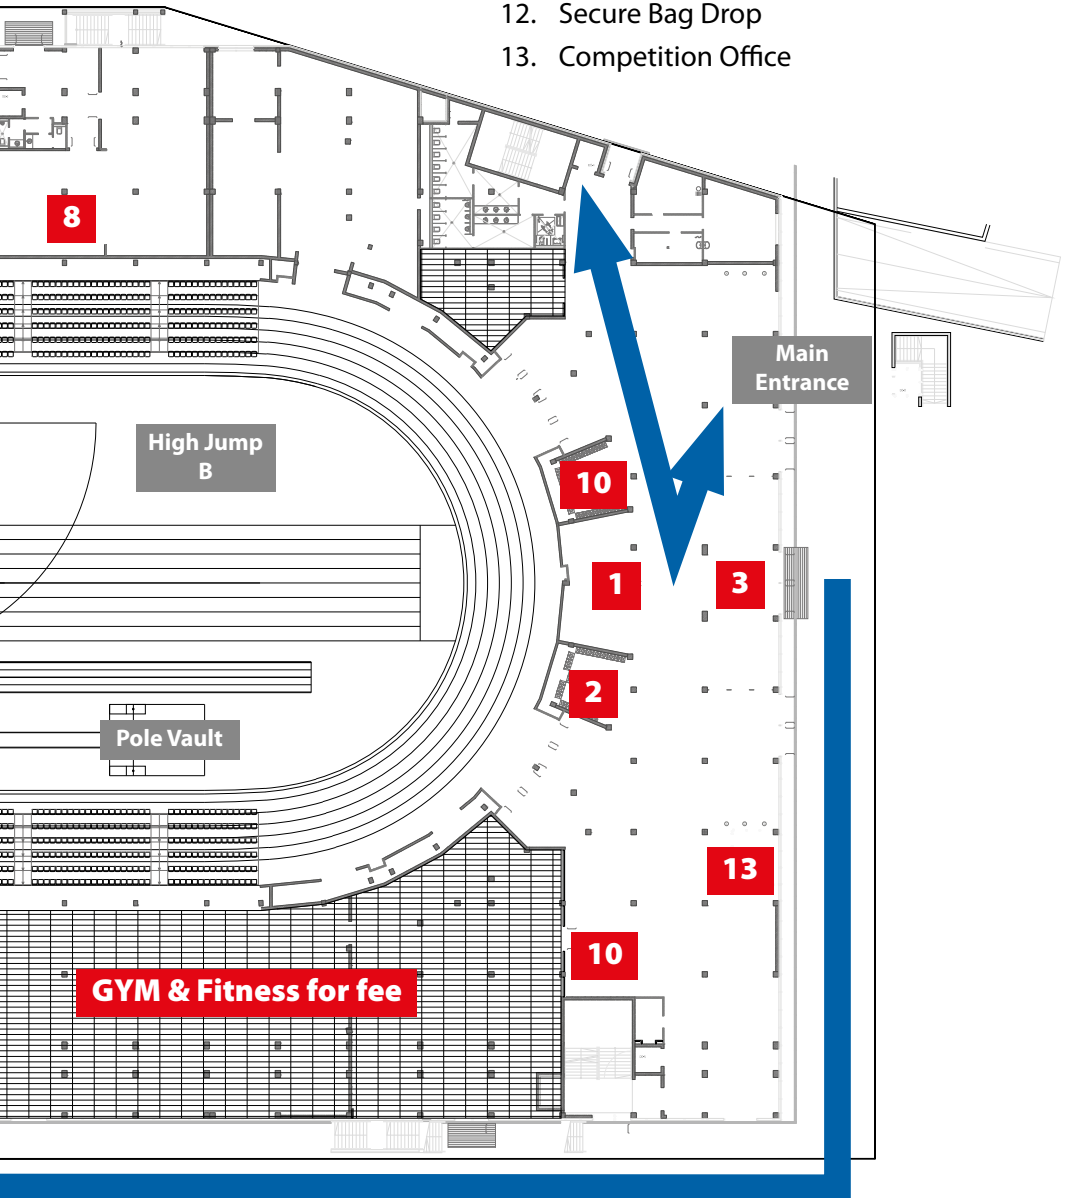 12. Secure Bag Drop
13. Competition Office
8
Main
Entrance
High Jump
B
10
1
3
2
Pole Vault
13
10
GYM & Fitness for fee